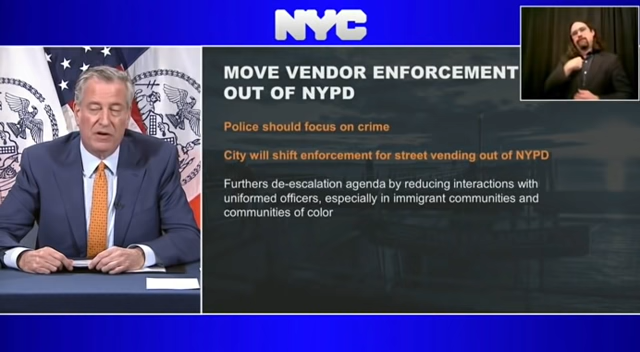 NYC
MOVE VENDOR ENFORCEMENT
OUT OF NYPD
Police should focus on crime
City will shift enforcement for street vending out of NYPD
Furthers de-escalation agenda by reducing interactions with
uniformed officers, especially in immigrant communities and
communities of color